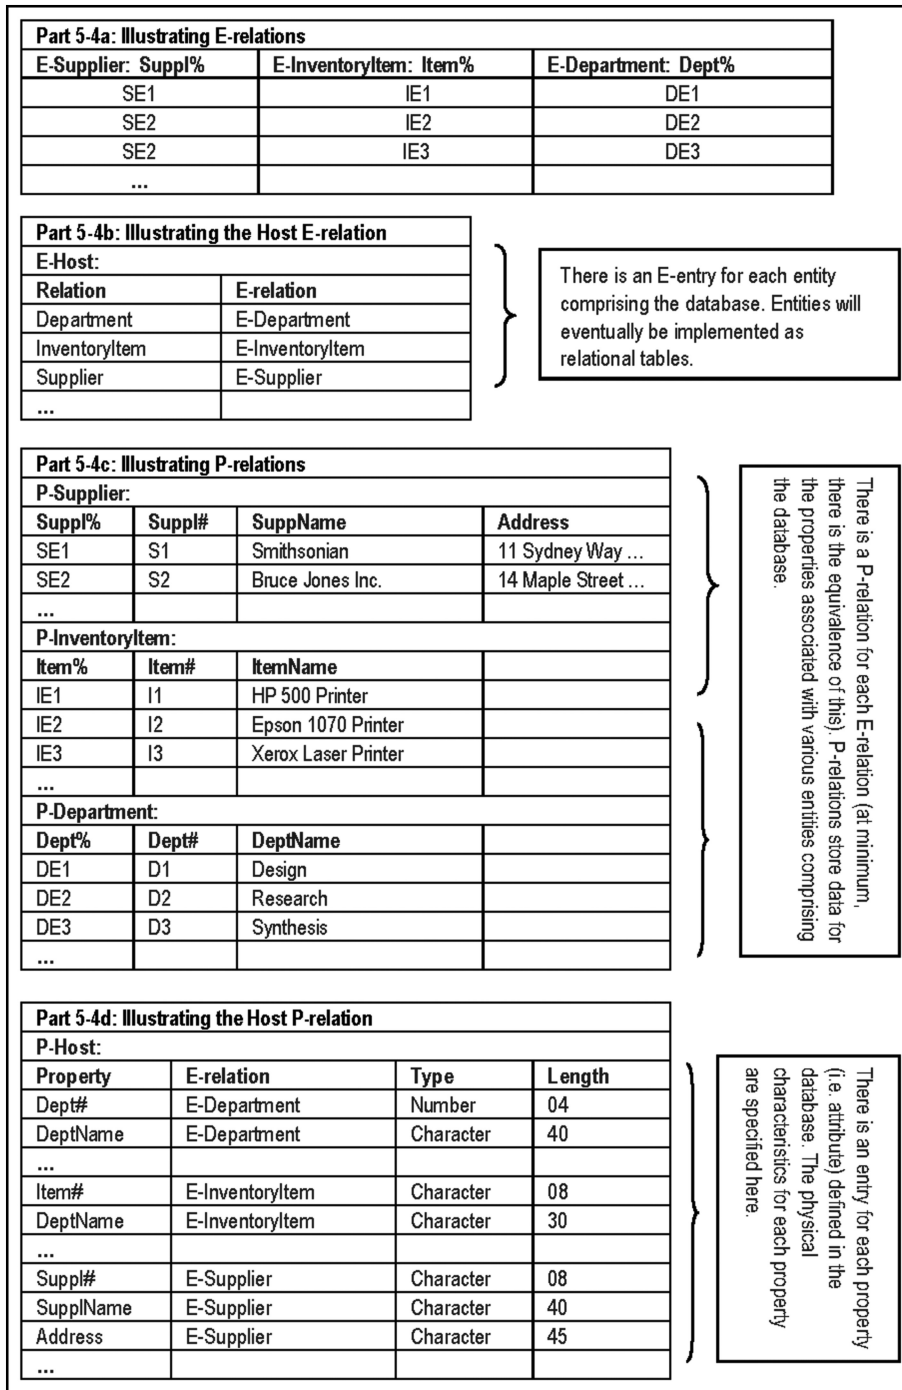 Part 5-4a: Illustrating E-relations
E-Supplier: Suppl% E-InventoryItem: Item% E-Department: Dept%
SE1 IE1 DE1
SE2 IE2 DE2
SE2 IE3 DE3
...
Part 5-4b: Illustrating the Host E-relation
E-Host:
Relation E-relation
Department E-Department
InventoryItem E-InventoryItem
Supplier E-Supplier
...
There is an E-entry for each entity
comprising the database. Entities will
eventually be implemented as
relational tables.
Part 5-4c: Illustrating P-relations
P-Supplier:
Suppl% Suppl# SuppName Address
SE1 S1 Smithsonian 11 Sydney Way ...
SE2 S2 Bruce Jones Inc. 14 Maple Street ...
...
P-InventoryItem:
Item% Item# ItemName
IE1 I1 HP 500 Printer
IE2 I2 Epson 1070 Printer
IE3 I3 Xerox Laser Printer
...
P-Department:
Dept% Dept# DeptName
DE1 D1 Design
DE2 D2 Research
DE3 D3 Synthesis
...
There is a P-relation for each E-relation (at minimum,
there is the equivalence of this). P-relations store data for
the properties associated with various entities comprising
the database.
Part 5-4d: Illustrating the Host P-relation
P-Host:
Property E-relation Type Length
Dept# E-Department Number 04
DeptName E-Department Character 40
...
Item# E-InventoryItem Character 08
DeptName E-InventoryItem Character 30
...
Suppl# E-Supplier Character 08
SupplName E-Supplier Character 40
Address E-Supplier Character 45
...
There is an entry for each property
(i.e. attribute) defined in the
database. The physical
characteristics for each property
are specified here.